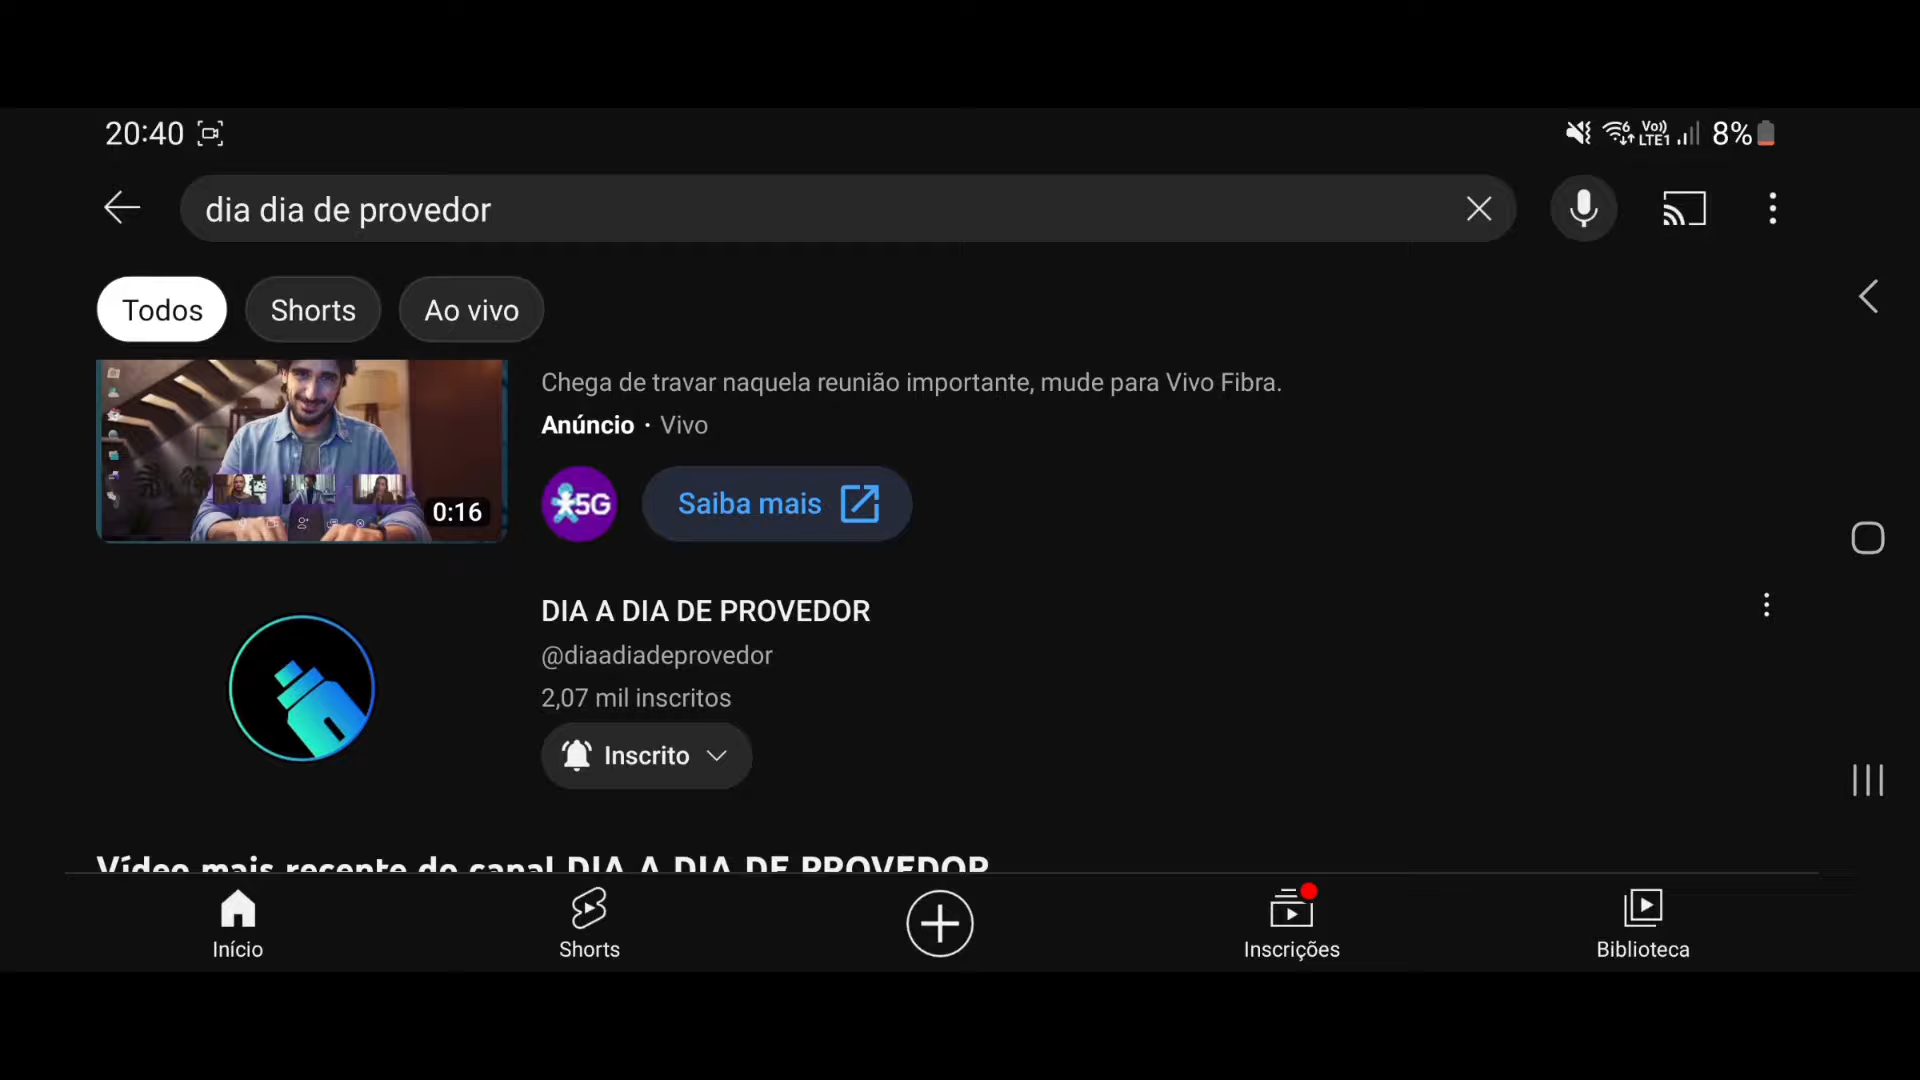 20:40
Vo)) LTE1 8%
dia dia de provedor
Todos
Shorts
Ao vivo
Chega de travar naquela reunião importante, mude para Vivo Fibra.
Anúncio · Vivo
0:16
5G
Saiba mais
DIA A DIA DE PROVEDOR
@diaadiadeprovedor
2,07 mil inscritos
Inscrito
Vídeo mais recente do canal DIA A DIA DE PROVEDOR
Início
Shorts
Inscrições
Biblioteca